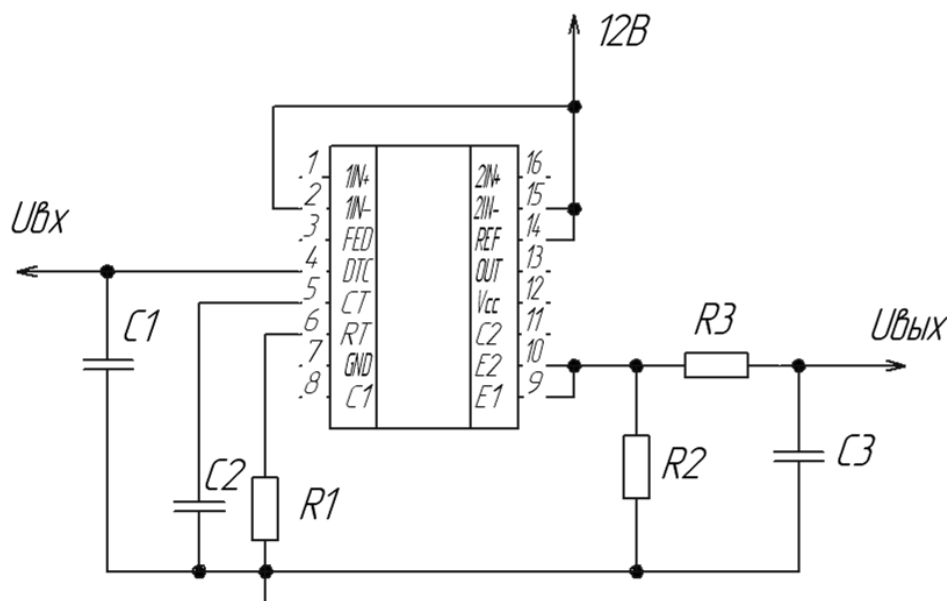 12В
1 1IN+ 2IN+ 16
2 1IN- 2IN- 15
3 FED REF 14
4 DTC OUT 13
5 CT Vcc 12
6 RT C2 11
7 GND E2 10
8 C1 E1 9
Uвх
C1
C2
R1
R3
Uвых
R2
C3